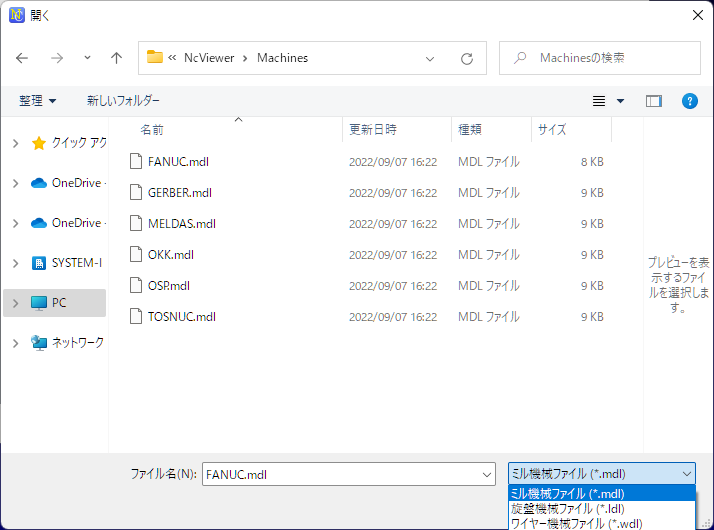 開く
« NcViewer › Machines
Machinesの検索
整理
新しいフォルダー
?
名前 更新日時 種類 サイズ
クイック アク
OneDrive -
OneDrive -
SYSTEM-I
PC
ネットワーク
FANUC.mdl 2022/09/07 16:22 MDL ファイル 8 KB
GERBER.mdl 2022/09/07 16:22 MDL ファイル 9 KB
MELDAS.mdl 2022/09/07 16:22 MDL ファイル 9 KB
OKK.mdl 2022/09/07 16:22 MDL ファイル 9 KB
OSP.mdl 2022/09/07 16:22 MDL ファイル 9 KB
TOSNUC.mdl 2022/09/07 16:22 MDL ファイル 9 KB
プレビューを表
示するファイ
ルを選択しま
す。
ファイル名(N): FANUC.mdl
ミル機械ファイル (*.mdl)
ミル機械ファイル (*.mdl)
旋盤機械ファイル (*.ldl)
ワイヤー機械ファイル (*.wdl)